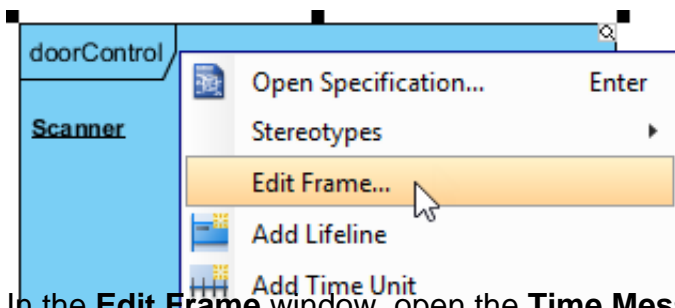 doorControl
Open Specification... Enter
Scanner
Stereotypes
Edit Frame...
Add Lifeline
Add Time Unit
In the Edit Frame window, open the Time